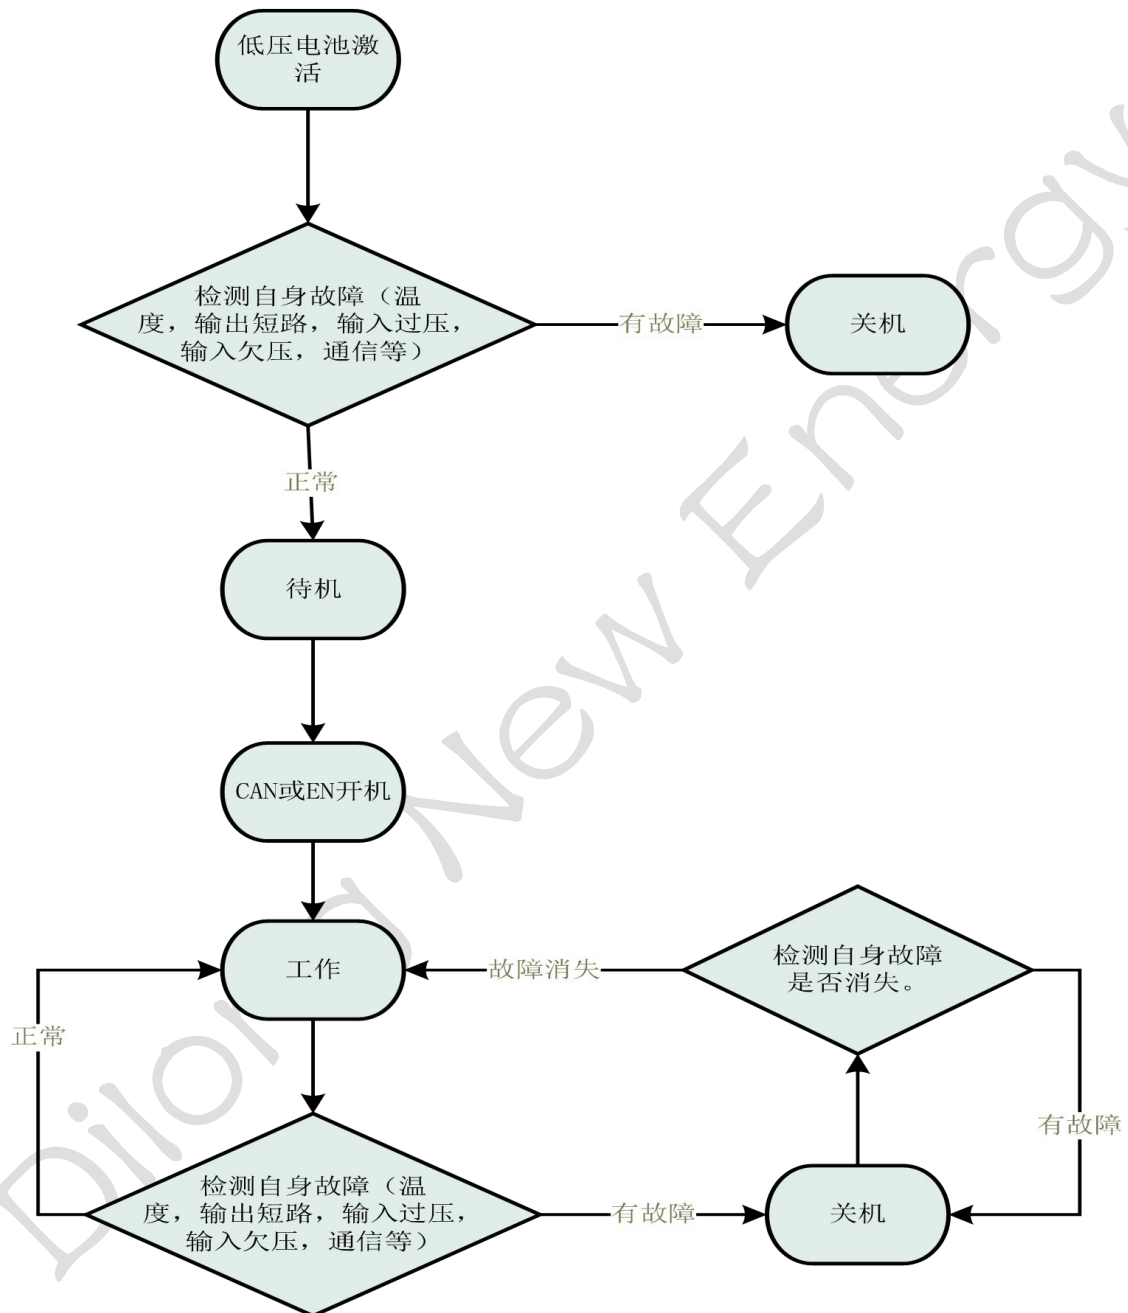 低压电池激
活
检测自身故障（温
度，输出短路，输入过压，
输入欠压，通信等）
有故障
关机
正常
待机
CAN或EN开机
工作
故障消失
检测自身故障
是否消失。
正常
有故障
检测自身故障（温
度，输出短路，输入过压，
输入欠压，通信等）
有故障
关机
Dilong New Energy